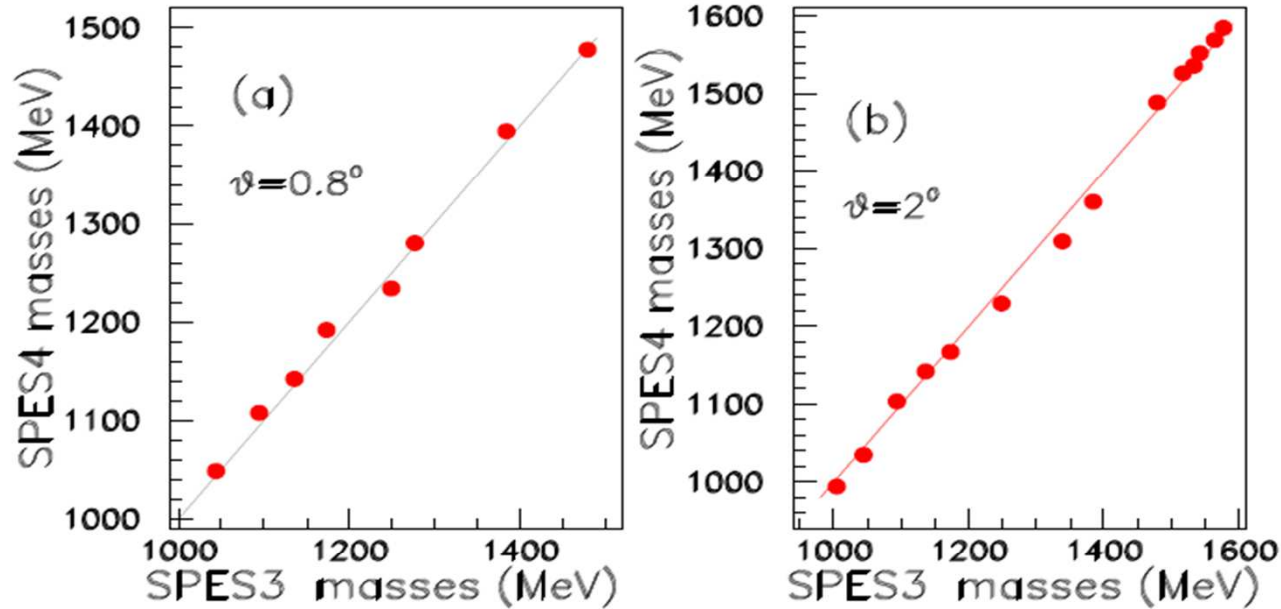 SPES4 masses (MeV)
1500
1400
1300
1200
1100
1000
(a)
ϑ=0.8°
1000 1200 1400
SPES3 masses (MeV)
SPES4 masses (MeV)
1600
1500
1400
1300
1200
1100
1000
(b)
ϑ=2°
1000 1200 1400 1600
SPES3 masses (MeV)